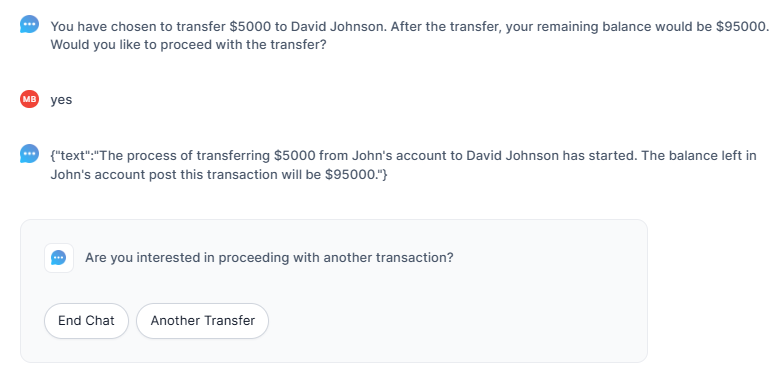 You have chosen to transfer $5000 to David Johnson. After the transfer, your remaining balance would be $95000.
Would you like to proceed with the transfer?
MB yes
{"text":"The process of transferring $5000 from John's account to David Johnson has started. The balance left in
John's account post this transaction will be $95000."}
Are you interested in proceeding with another transaction?
End Chat Another Transfer